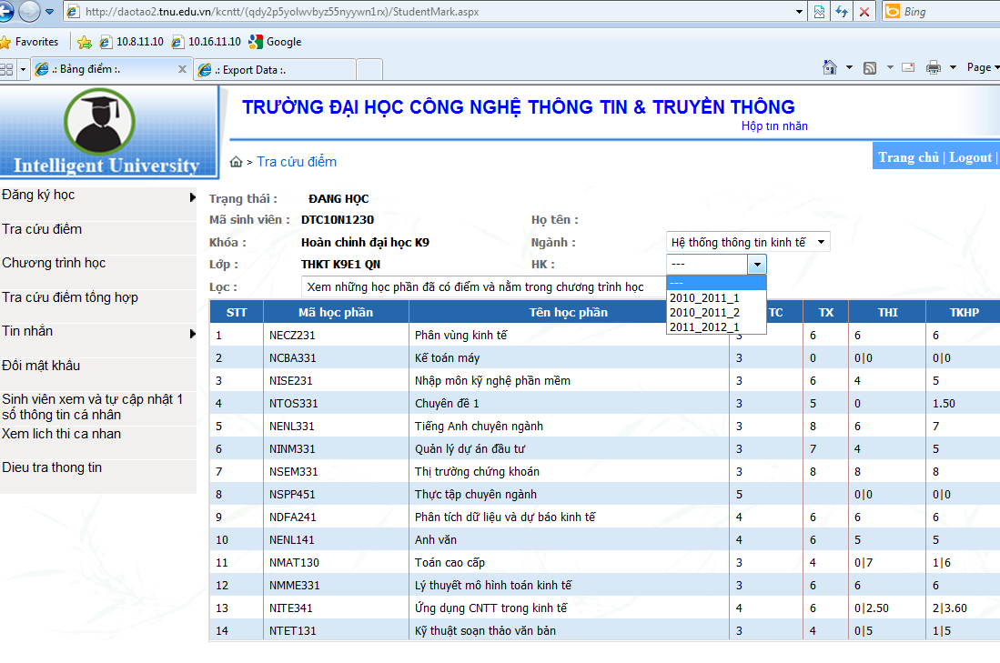 http://daotao2.tnu.edu.vn/kcntt/(qdy2p5yolwvbyz55nyywn1rx)/StudentMark.aspx Bing
Favorites 10.8.11.10 10.16.11.10 Google
.: Bảng điểm :. .: Export Data :. Page
TRƯỜNG ĐẠI HỌC CÔNG NGHỆ THÔNG TIN & TRUYỀN THÔNG
Hộp tin nhắn
Intelligent University
> Tra cứu điểm
Trang chủ | Logout |
Đăng ký học
Tra cứu điểm
Chương trình học
Tra cứu điểm tổng hợp
Tin nhắn
Đổi mật khẩu
Sinh viên xem và tự cập nhật 1
số thông tin cá nhân
Xem lich thi ca nhan
Dieu tra thong tin
Trạng thái : ĐANG HỌC
Mã sinh viên : DTC10N1230 Họ tên :
Khóa : Hoàn chỉnh đại học K9 Ngành : Hệ thống thông tin kinh tế
Lớp : THKT K9E1 QN HK : ---
Lọc : Xem những học phần đã có điểm và nằm trong chương trình học
---
2010_2011_1
2010_2011_2
2011_2012_1
STT Mã học phần Tên học phần TC TX THI TKHP
1 NECZ231 Phân vùng kinh tế 3 6 6 6
2 NCBA331 Kế toán máy 3 0 0|0 0|0
3 NISE231 Nhập môn kỹ nghệ phần mềm 3 6 4 5
4 NTOS331 Chuyên đề 1 3 5 0 1.50
5 NENL331 Tiếng Anh chuyên ngành 3 8 6 7
6 NINM331 Quản lý dự án đầu tư 3 7 4 5
7 NSEM331 Thị trường chứng khoán 3 8 8 8
8 NSPP451 Thực tập chuyên ngành 5 0|0 0|0
9 NDFA241 Phân tích dữ liệu và dự báo kinh tế 4 6 6 6
10 NENL141 Anh văn 4 6 5 5
11 NMAT130 Toán cao cấp 3 4 0|7 1|6
12 NMME331 Lý thuyết mô hình toán kinh tế 3 6 6 6
13 NITE341 Ứng dụng CNTT trong kinh tế 4 6 0|2.50 2|3.60
14 NTET131 Kỹ thuật soạn thảo văn bản 3 4 0|5 1|5